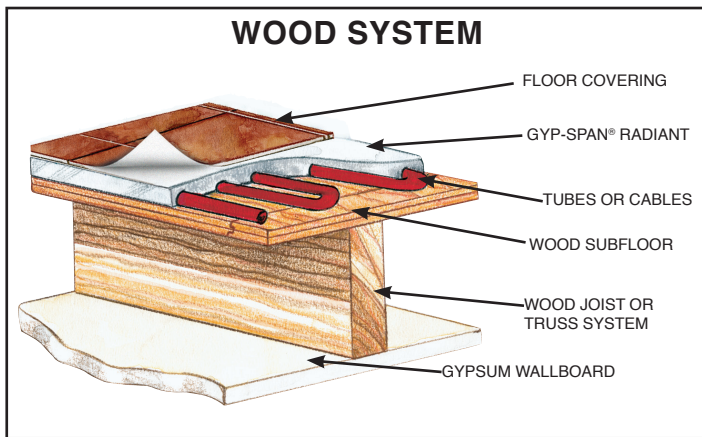 WOOD SYSTEM
FLOOR COVERING
GYP-SPAN® RADIANT
TUBES OR CABLES
WOOD SUBFLOOR
WOOD JOIST OR
TRUSS SYSTEM
GYPSUM WALLBOARD